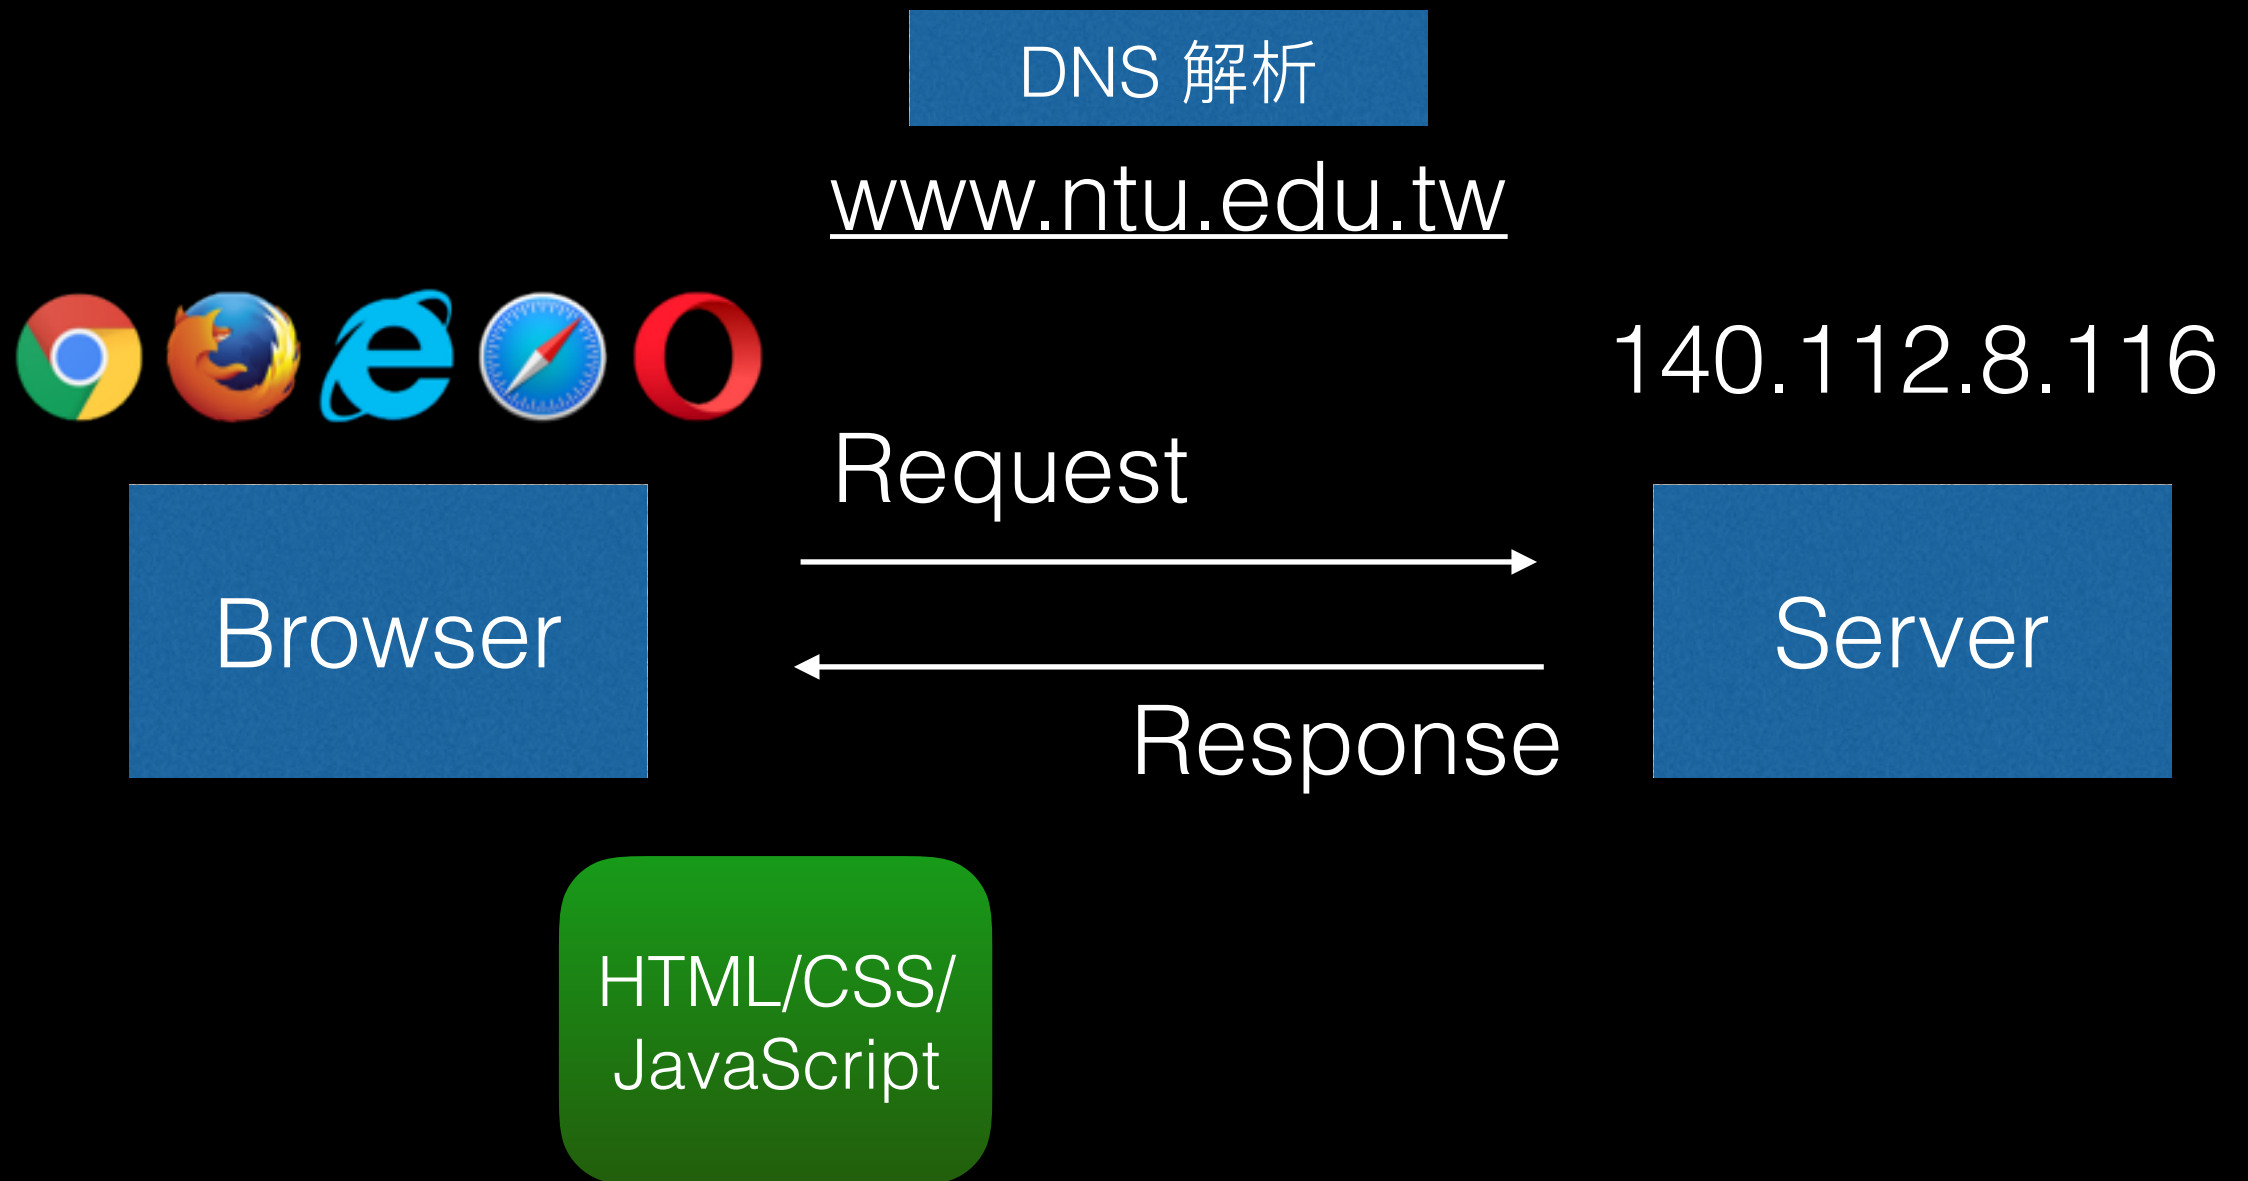 DNS 解析
www.ntu.edu.tw
140.112.8.116
Request
Browser
Server
Response
HTML/CSS/
JavaScript